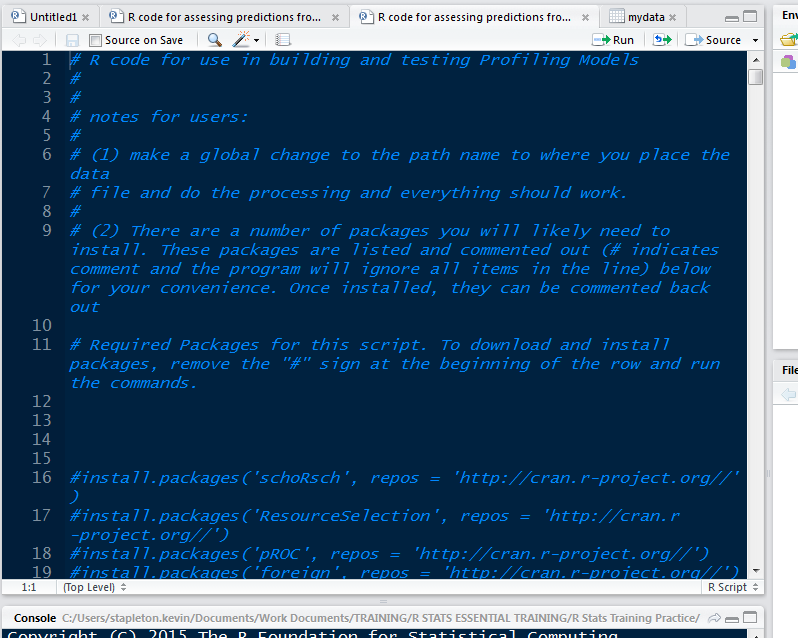 Untitled1
R code for assessing predictions fro...
R code for assessing predictions fro...
mydata
Env
Source on Save
Run
Source
1 # R code for use in building and testing Profiling Models
2 #
3 #
4 # notes for users:
5 #
6 # (1) make a global change to the path name to where you place the
data
7 # file and do the processing and everything should work.
8 #
9 # (2) There are a number of packages you will likely need to
install. These packages are listed and commented out (# indicates
comment and the program will ignore all items in the line) below
for your convenience. Once installed, they can be commented back
out
10
11 # Required Packages for this script. To download and install
packages, remove the "#" sign at the beginning of the row and run
the commands.
12
13
14
15
16 #install.packages('schoRsch', repos = 'http://cran.r-project.org//'
)
17 #install.packages('ResourceSelection', repos = 'http://cran.r
-project.org//')
18 #install.packages('pROC', repos = 'http://cran.r-project.org//')
19 #install.packages('foreign', repos = 'http://cran.r-project.org//')
File
1:1
(Top Level)
R Script
Console C:/Users/stapleton.kevin/Documents/Work Documents/TRAINING/R STATS ESSENTIAL TRAINING/R Stats Training Practice/
Copyright (C) 2015 The R Foundation for Statistical Computing